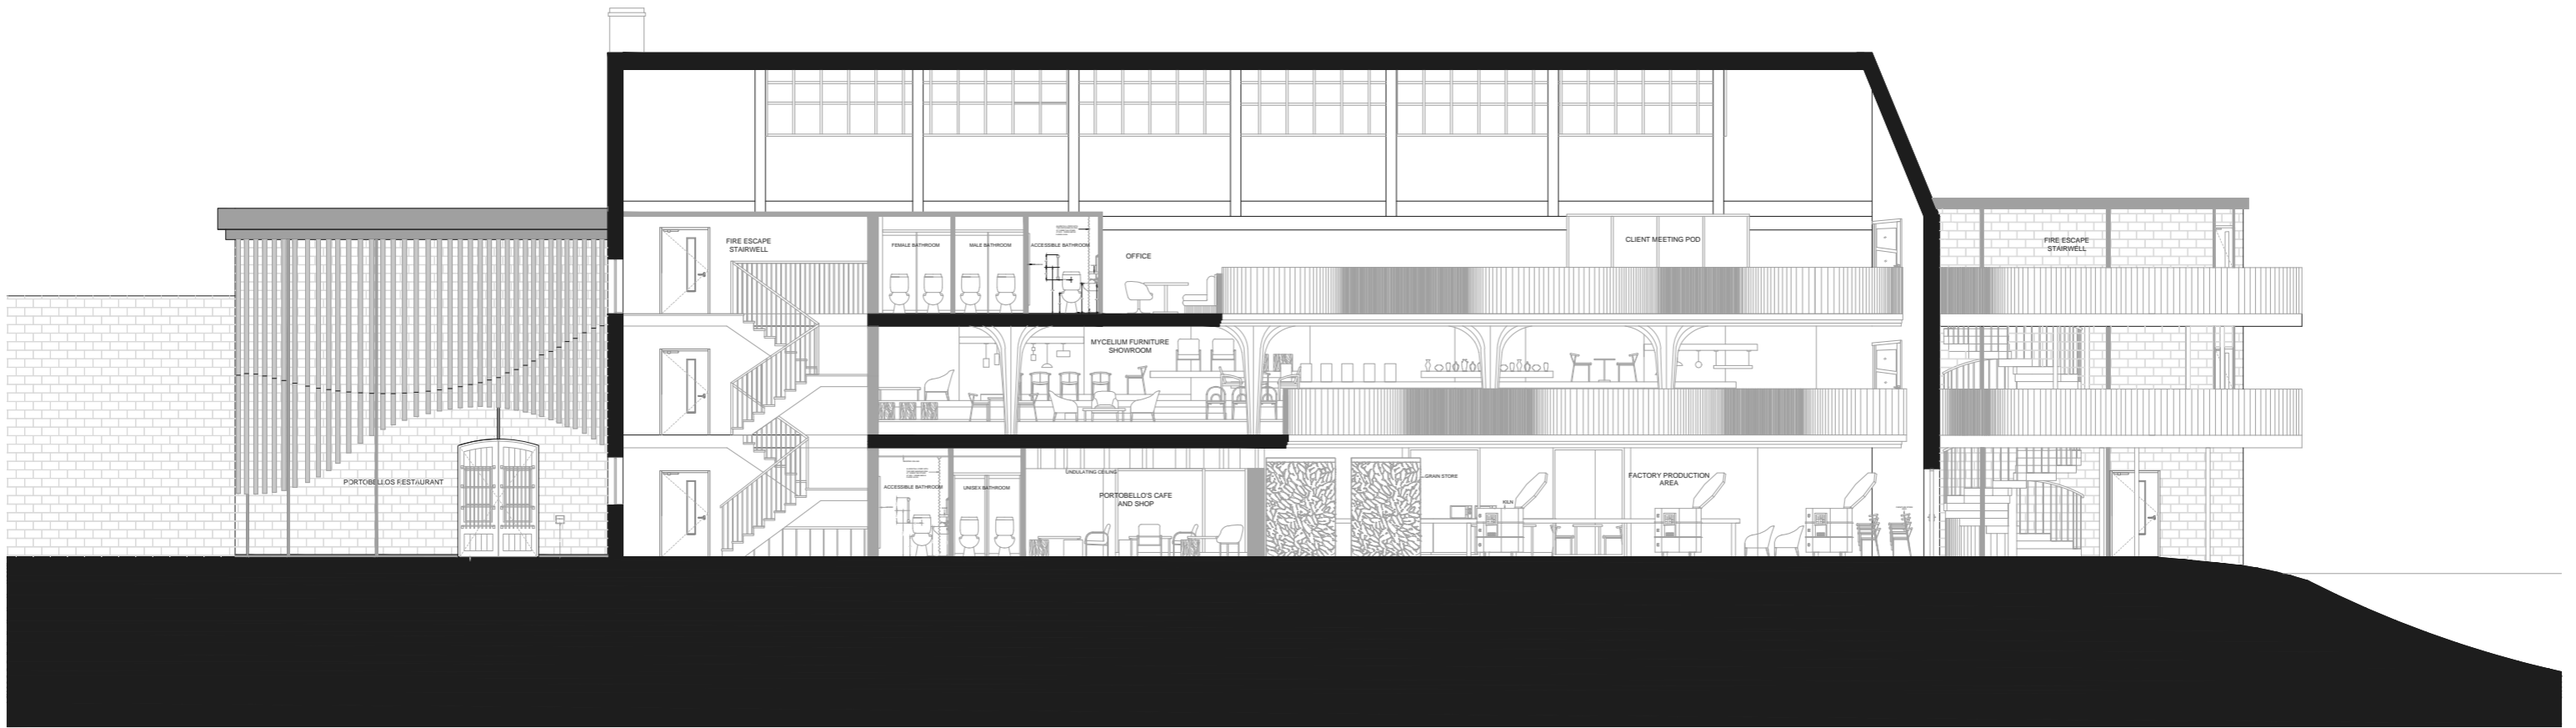 FIRE ESCAPE
STAIRWELL
FEMALE BATHROOM
MALE BATHROOM
ACCESSIBLE BATHROOM
OFFICE
CLIENT MEETING POD
FIRE ESCAPE
STAIRWELL
MYCELIUM FURNITURE
SHOWROOM
PORTOBELLOS RESTAURANT
ACCESSIBLE BATHROOM
UNISEX BATHROOM
UNDULATING CEILING
PORTOBELLO'S CAFE
AND SHOP
GRAIN STORE
KILN
FACTORY PRODUCTION
AREA